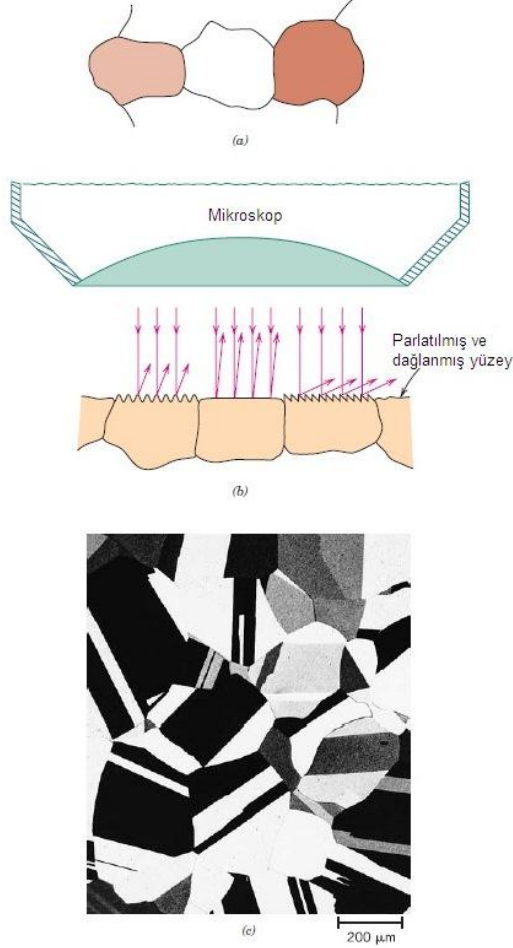 (a)
Mikroskop
Parlatılmış ve
dağlanmış yüzey
(b)
(c)
200 μm